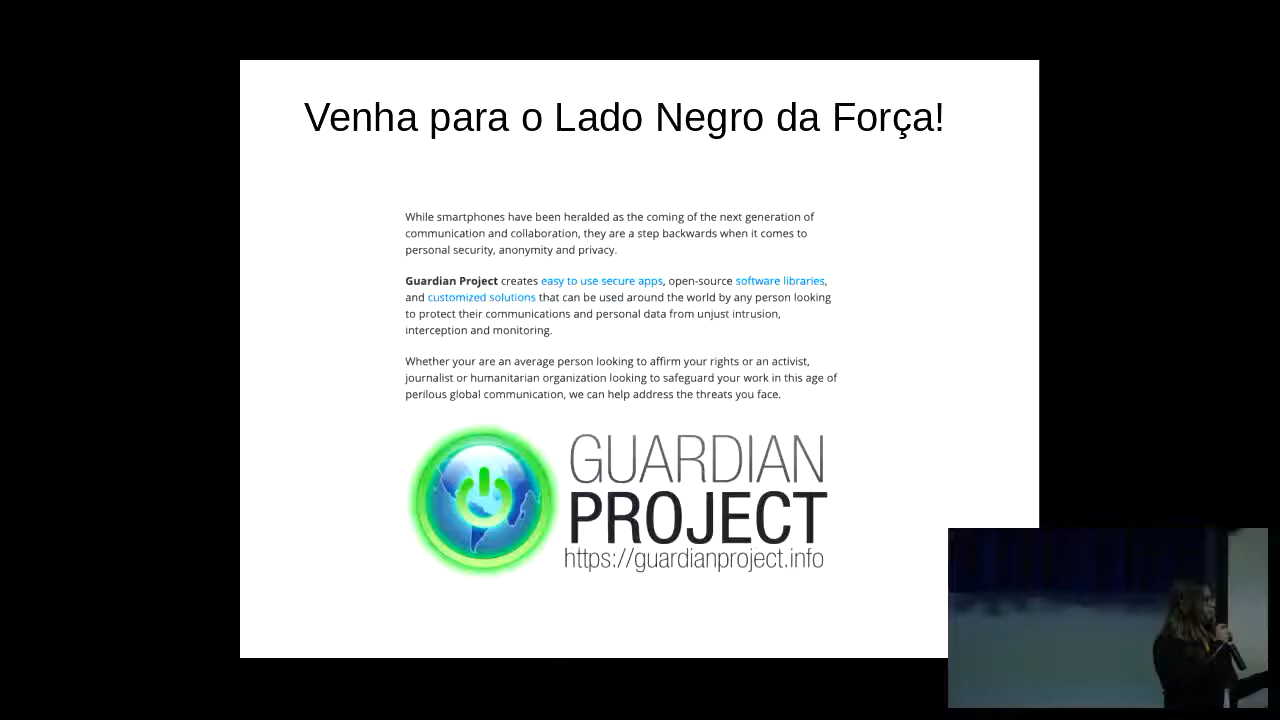 Venha para o Lado Negro da Força!
While smartphones have been heralded as the coming of the next generation of
communication and collaboration, they are a step backwards when it comes to
personal security, anonymity and privacy.
Guardian Project creates easy to use secure apps, open-source software libraries,
and customized solutions that can be used around the world by any person looking
to protect their communications and personal data from unjust intrusion,
interception and monitoring.
Whether your are an average person looking to affirm your rights or an activist,
journalist or humanitarian organization looking to safeguard your work in this age of
perilous global communication, we can help address the threats you face.
GUARDIAN
PROJECT
https://guardianproject.info